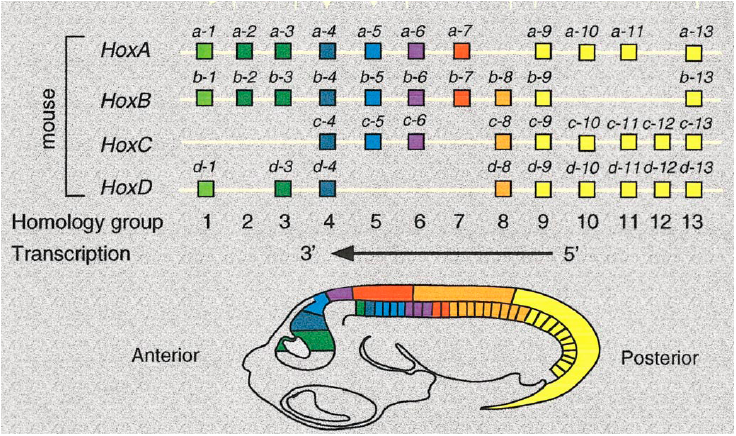 a-1 a-2 a-3 a-4 a-5 a-6 a-7 a-9 a-10 a-11 a-13
HoxA
b-1 b-2 b-3 b-4 b-5 b-6 b-7 b-8 b-9 b-13
HoxB
mouse
c-4 c-5 c-6 c-8 c-9 c-10 c-11 c-12 c-13
HoxC
d-1 d-3 d-4 d-8 d-9 d-10 d-11 d-12 d-13
HoxD
Homology group 1 2 3 4 5 6 7 8 9 10 11 12 13
Transcription 3' 5'
Anterior Posterior